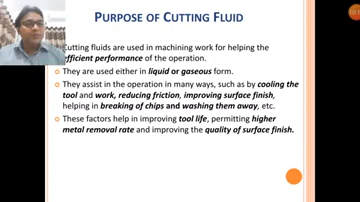 PURPOSE OF CUTTING FLUID
Cutting fluids are used in machining work for helping the
efficient performance of the operation.
They are used either in liquid or gaseous form.
They assist in the operation in many ways, such as by cooling the
tool and work, reducing friction, improving surface finish,
helping in breaking of chips and washing them away, etc.
These factors help in improving tool life, permitting higher
metal removal rate and improving the quality of surface finish.